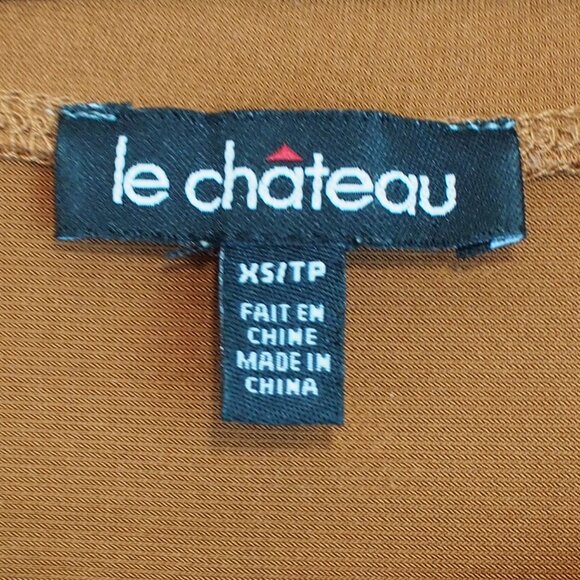 le château
XS/TP
FAIT EN
CHINE
MADE IN
CHINA